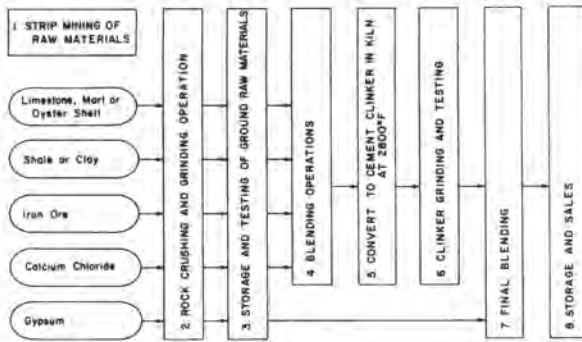 1 STRIP MINING OF
RAW MATERIALS
Limestone, Marl or
Oyster Shell
Shale or Clay
Iron Ore
Calcium Chloride
Gypsum
2. ROCK CRUSHING AND GRINDING OPERATION
3. STORAGE AND TESTING OF GROUND RAW MATERIALS
4 BLENDING OPERATIONS
5 CONVERT TO CEMENT CLINKER IN KILN
AT 2800°F
6 CLINKER GRINDING AND TESTING
7 FINAL BLENDING
8. STORAGE AND SALES